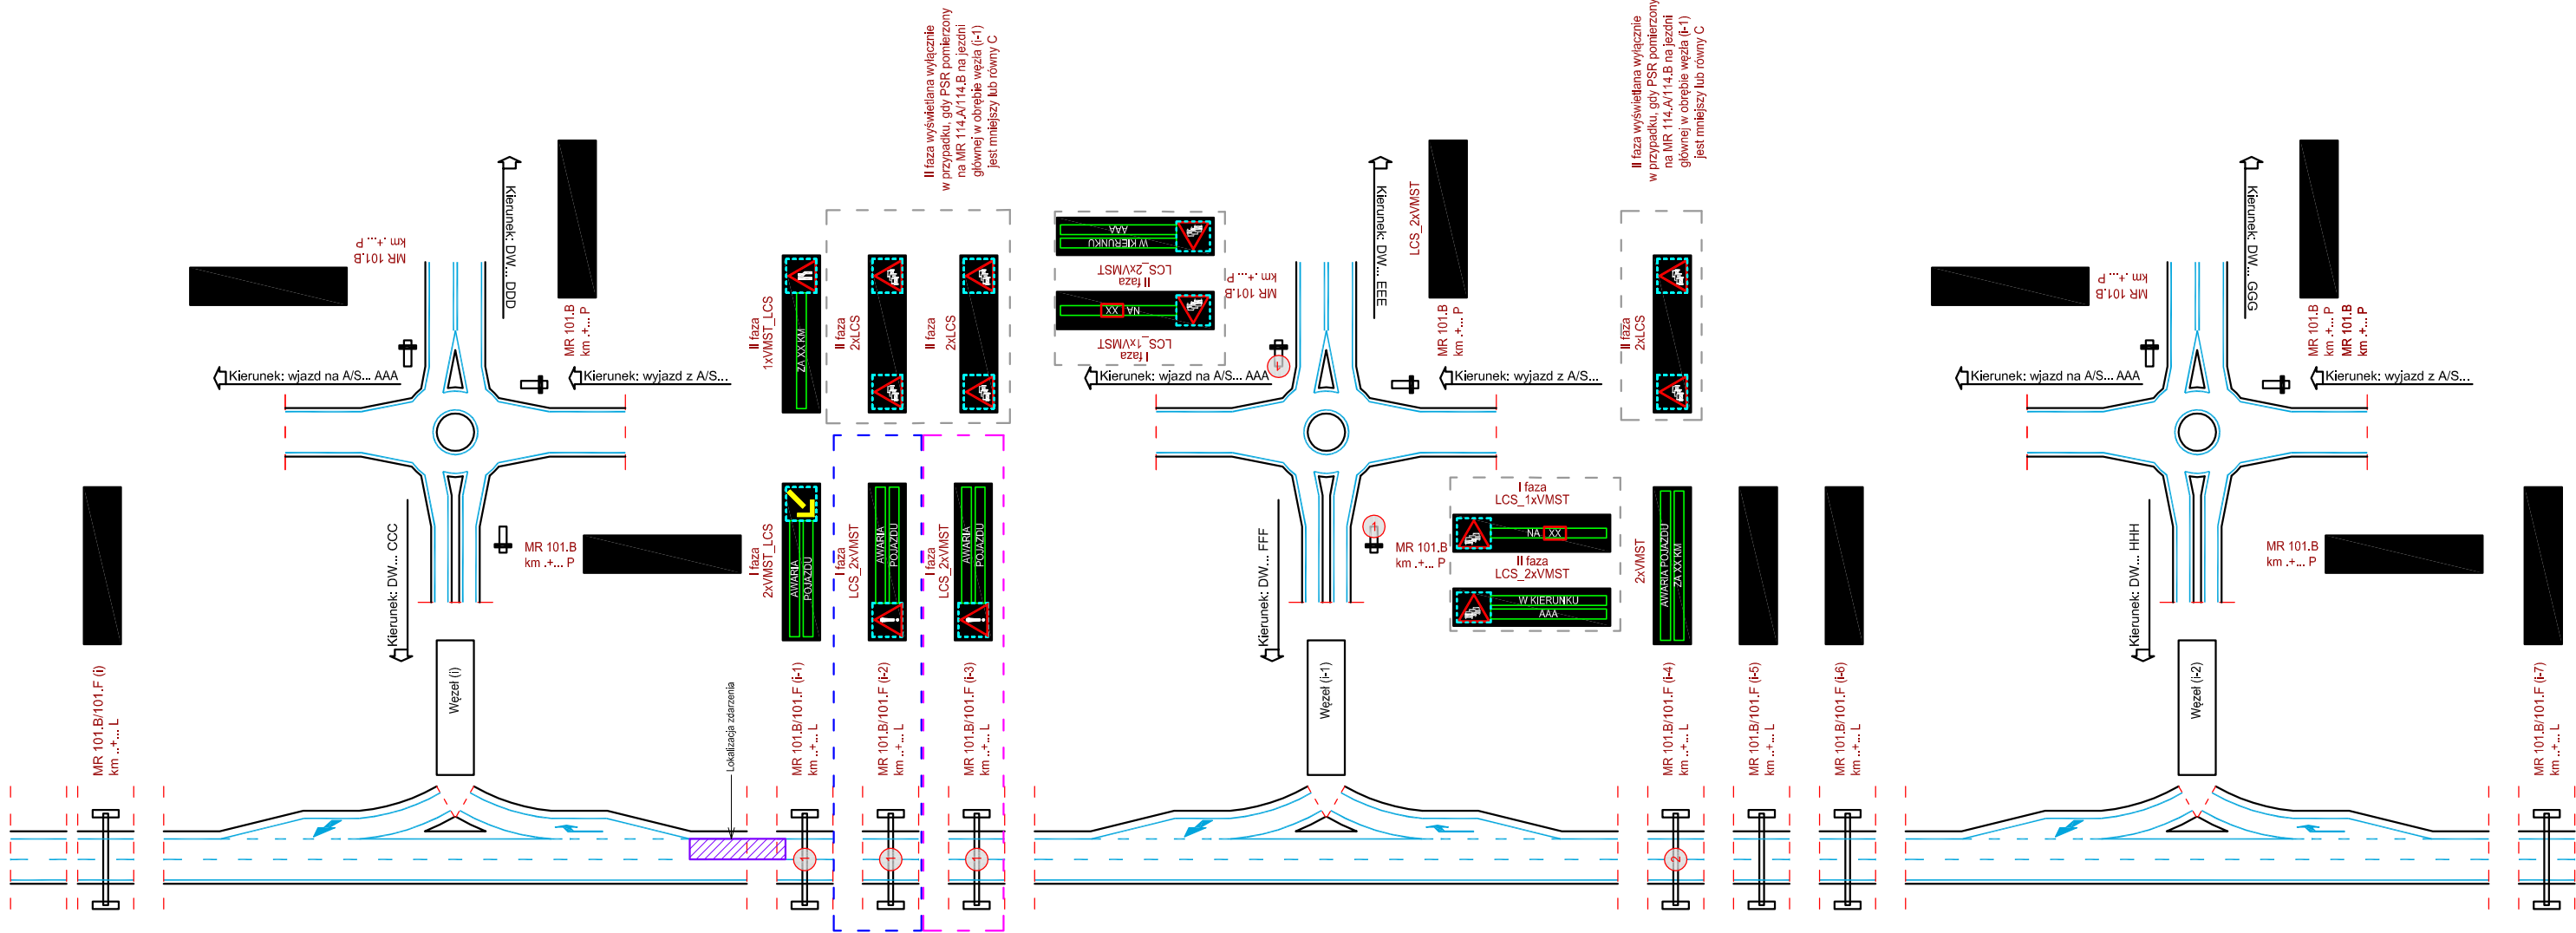 MR 101.B/101.F (i)
km ..+... L
MR 101.B
km .+... P
Kierunek: DW... DDD
MR 101.B
km .+... P
Kierunek: wjazd na A/S... AAA
Kierunek: wyjazd z A/S...
Kierunek: DW... CCC
MR 101.B
km .+... P
Węzeł (i)
Lokalizacja zdarzenia
II faza
1xVMST_LCS
ZA XX KM
I faza
2xVMST_LCS
AWARIA
POJAZDU
MR 101.B/101.F (i-1)
km ..+... L
1
II faza
2xLCS
I faza
LCS_2xVMST
AWARIA
POJAZDU
MR 101.B/101.F (i-2)
km ..+... L
1
II faza wyświetlana wyłącznie
w przypadku, gdy PSR pomierzony
na MR 114.A/114.B na jezdni
głównej w obrębie węzła (i-1)
jest mniejszy lub równy C
II faza
2xLCS
I faza
LCS_2xVMST
AWARIA
POJAZDU
MR 101.B/101.F (i-3)
km ..+... L
1
W KIERUNKU
AAA
II faza
LCS_2xVMST
NA XX
I faza
LCS_1xVMST
MR 101.B
km .+... P
Kierunek: DW... EEE
LCS_2xVMST
MR 101.B
km .+... P
Kierunek: wjazd na A/S... AAA
4
Kierunek: wyjazd z A/S...
Kierunek: DW... FFF
4
MR 101.B
km .+... P
I faza
LCS_1xVMST
NA XX
II faza
LCS_2xVMST
W KIERUNKU
AAA
Węzeł (i-1)
II faza wyświetlana wyłącznie
w przypadku, gdy PSR pomierzony
na MR 114.A/114.B na jezdni
głównej w obrębie węzła (i-1)
jest mniejszy lub równy C
II faza
2xLCS
2xVMST
AWARIA POJAZDU
ZA XX KM
MR 101.B/101.F (i-4)
km ..+... L
2
MR 101.B/101.F (i-5)
km ..+... L
MR 101.B/101.F (i-6)
km ..+... L
MR 101.B
km .+... P
Kierunek: DW... GGG
MR 101.B
km .+... P
MR 101.B
km .+... P
Kierunek: wjazd na A/S... AAA
Kierunek: wyjazd z A/S...
Kierunek: DW... HHH
MR 101.B
km .+... P
Węzeł (i-2)
MR 101.B/101.F (i-7)
km ..+... L